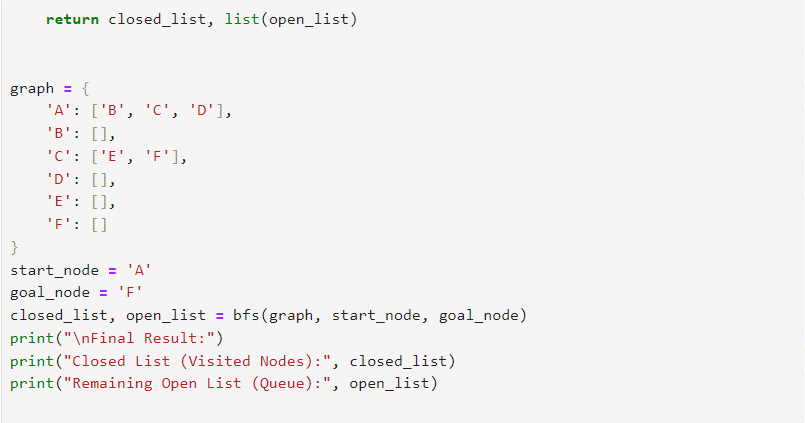 return closed_list, list(open_list)
graph = {
    'A': ['B', 'C', 'D'],
    'B': [],
    'C': ['E', 'F'],
    'D': [],
    'E': [],
    'F': []
}
start_node = 'A'
goal_node = 'F'
closed_list, open_list = bfs(graph, start_node, goal_node)
print("\nFinal Result:")
print("Closed List (Visited Nodes):", closed_list)
print("Remaining Open List (Queue):", open_list)